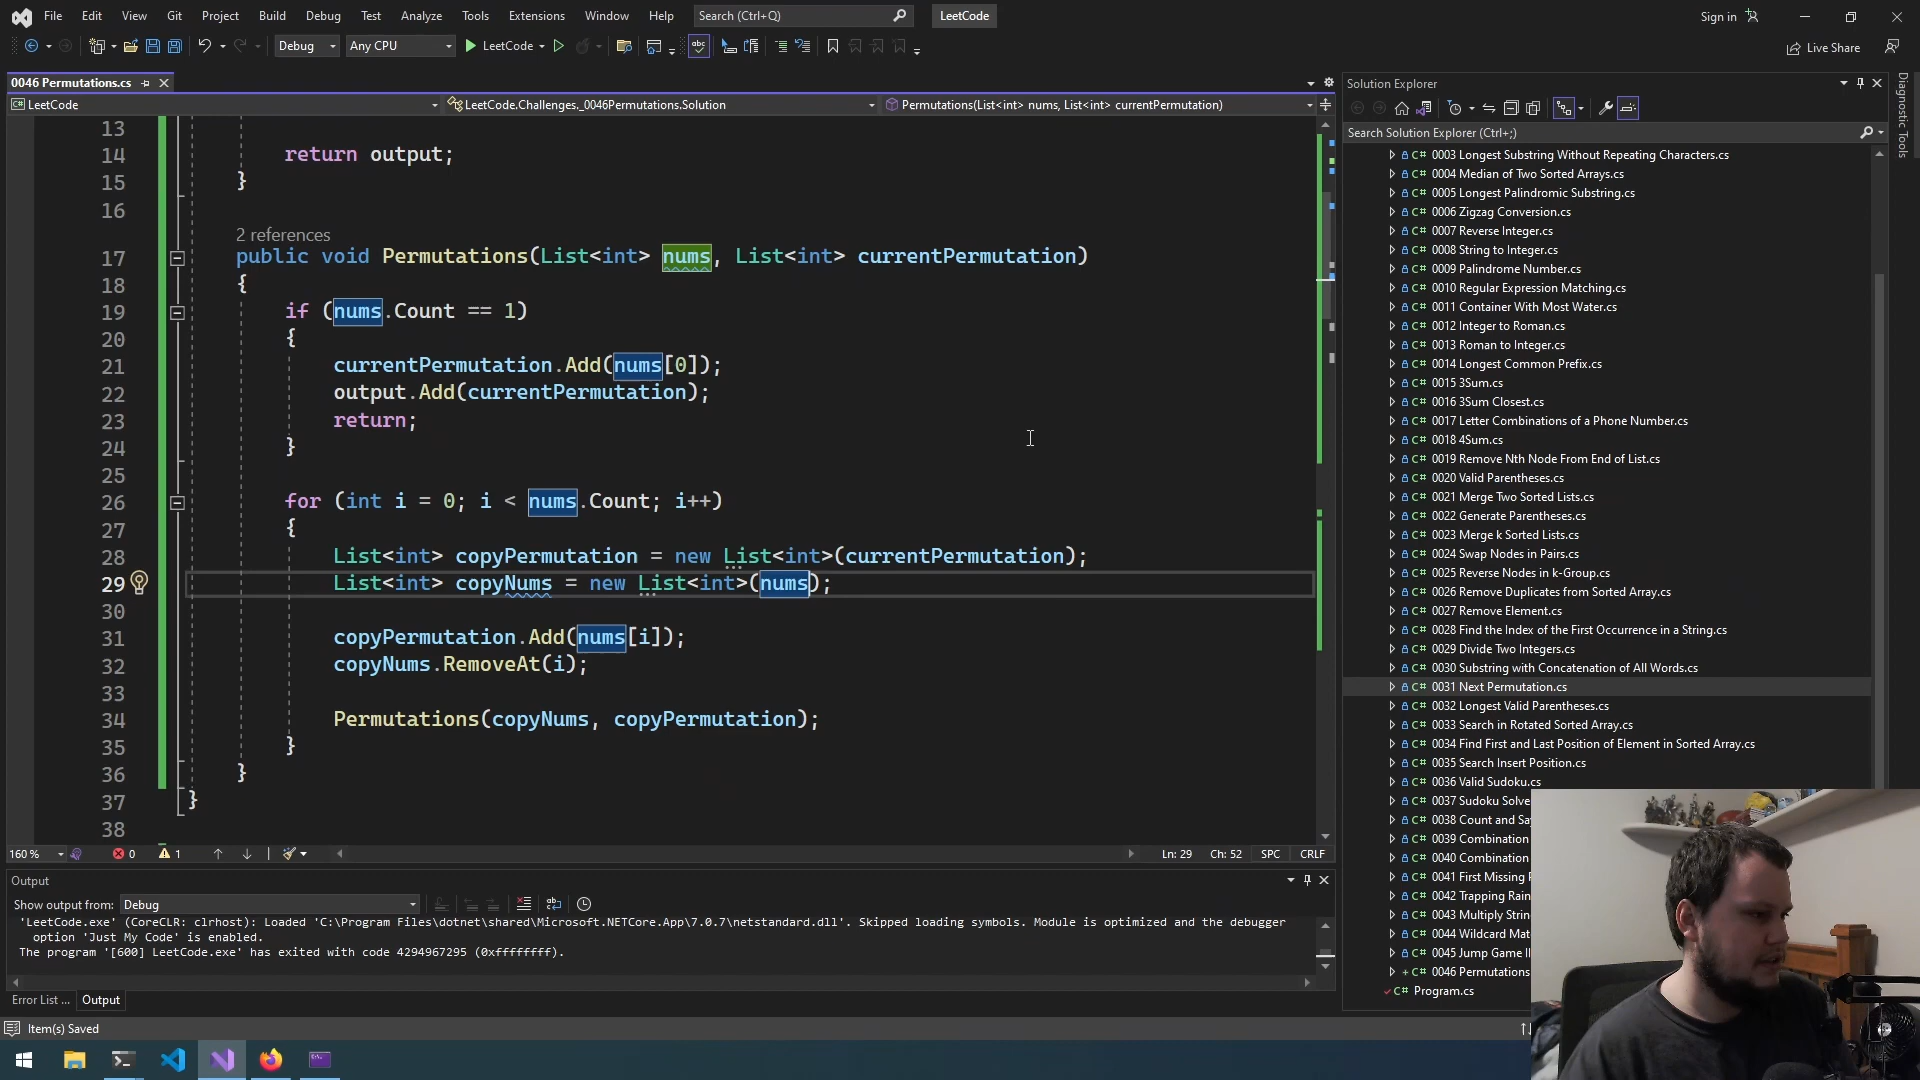 File Edit View Git Project Build Debug Test Analyze Tools Extensions Window Help Search (Ctrl+Q) LeetCode Sign in
Debug Any CPU LeetCode Live Share
0046 Permutations.cs
LeetCode LeetCode.Challenges._0046Permutations.Solution Permutations(List<int> nums, List<int> currentPermutation)
13
14 return output;
15 }
16
2 references
17 public void Permutations(List<int> nums, List<int> currentPermutation)
18 {
19 if (nums.Count == 1)
20 {
21 currentPermutation.Add(nums[0]);
22 output.Add(currentPermutation);
23 return;
24 }
25
26 for (int i = 0; i < nums.Count; i++)
27 {
28 List<int> copyPermutation = new List<int>(currentPermutation);
29 List<int> copyNums = new List<int>(nums);
30
31 copyPermutation.Add(nums[i]);
32 copyNums.RemoveAt(i);
33
34 Permutations(copyNums, copyPermutation);
35 }
36 }
37 }
38
160 % 0 1 Ln: 29 Ch: 52 SPC CRLF
Output
Show output from: Debug
'LeetCode.exe' (CoreCLR: clrhost): Loaded 'C:\Program Files\dotnet\shared\Microsoft.NETCore.App\7.0.7\netstandard.dll'. Skipped loading symbols. Module is optimized and the debugger
option 'Just My Code' is enabled.
The program '[600] LeetCode.exe' has exited with code 4294967295 (0xffffffff).
Error List ... Output
Item(s) Saved
Solution Explorer
Search Solution Explorer (Ctrl+;)
C# 0003 Longest Substring Without Repeating Characters.cs
C# 0004 Median of Two Sorted Arrays.cs
C# 0005 Longest Palindromic Substring.cs
C# 0006 Zigzag Conversion.cs
C# 0007 Reverse Integer.cs
C# 0008 String to Integer.cs
C# 0009 Palindrome Number.cs
C# 0010 Regular Expression Matching.cs
C# 0011 Container With Most Water.cs
C# 0012 Integer to Roman.cs
C# 0013 Roman to Integer.cs
C# 0014 Longest Common Prefix.cs
C# 0015 3Sum.cs
C# 0016 3Sum Closest.cs
C# 0017 Letter Combinations of a Phone Number.cs
C# 0018 4Sum.cs
C# 0019 Remove Nth Node From End of List.cs
C# 0020 Valid Parentheses.cs
C# 0021 Merge Two Sorted Lists.cs
C# 0022 Generate Parentheses.cs
C# 0023 Merge k Sorted Lists.cs
C# 0024 Swap Nodes in Pairs.cs
C# 0025 Reverse Nodes in k-Group.cs
C# 0026 Remove Duplicates from Sorted Array.cs
C# 0027 Remove Element.cs
C# 0028 Find the Index of the First Occurrence in a String.cs
C# 0029 Divide Two Integers.cs
C# 0030 Substring with Concatenation of All Words.cs
C# 0031 Next Permutation.cs
C# 0032 Longest Valid Parentheses.cs
C# 0033 Search in Rotated Sorted Array.cs
C# 0034 Find First and Last Position of Element in Sorted Array.cs
C# 0035 Search Insert Position.cs
C# 0036 Valid Sudoku.cs
C# 0037 Sudoku Solve
C# 0038 Count and Sa
C# 0039 Combination
C# 0040 Combination
C# 0041 First Missing
C# 0042 Trapping Rain
C# 0043 Multiply Strin
C# 0044 Wildcard Mat
C# 0045 Jump Game II
C# 0046 Permutations
C# Program.cs
Diagnostic Tools